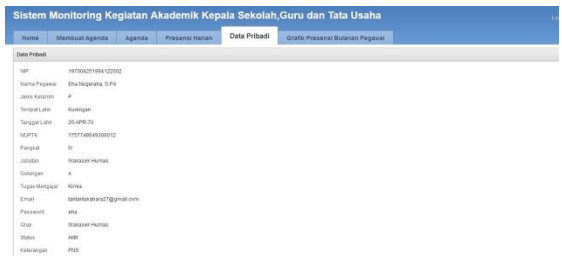 Sistem Monitoring Kegiatan Akademik Kepala Sekolah,Guru dan Tata Usaha
Home Membuat Agenda Agenda Presensi Harian Data Pribadi Grafik Presensi Bulanan Pegawai
Data Pribadi
NIP 197004251994122002
Nama Pegawai Eha Nugeraha, S.Pd
Jenis Kelamin P
Tempat Lahir Kuningan
Tanggal Lahir 25-APR-70
NUPTK 1757748649300012
Pangkat IV
Jabatan Wakasek Humas
Golongan A
Tugas Mengajar Kimia
Email
Password eha
Grup Wakasek Humas
Status Aktif
Keterangan PNS